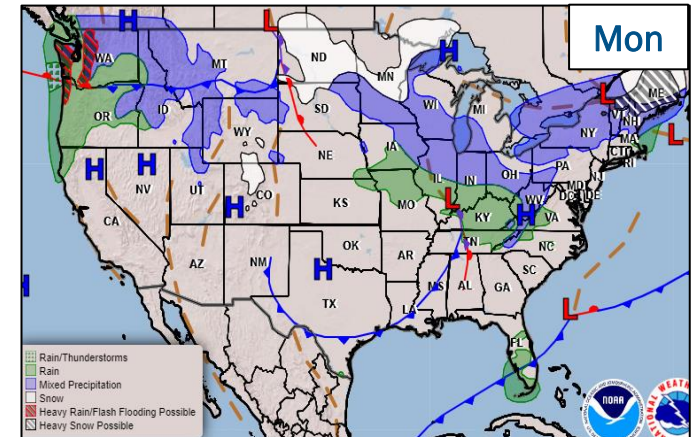 Mon
H
L
H
WA
MT
ND
MN
ME
L
OR
ID
SD
WI
MI
VT
NH
NY
MA
L
CT
RI
WY
NE
IA
PA
NJ
H
H
NV
UT
H
CO
IL
IN
OH
WV
MD
DC
DE
L
KY
H
VA
CA
KS
MO
TN
NC
AZ
NM
OK
AR
SC
H
H
TX
LA
MS
AL
GA
L
FL
Rain/Thunderstorms
Rain
Mixed Precipitation
Snow
Heavy Rain/Flash Flooding Possible
Heavy Snow Possible
NOAA